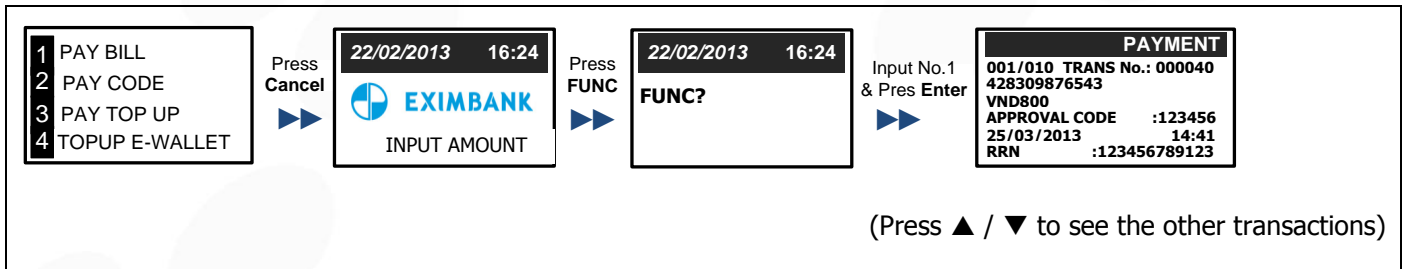 1 PAY BILL
2 PAY CODE
3 PAY TOP UP
4 TOPUP E-WALLET
Press
Cancel
22/02/2013 16:24
EXIMBANK
INPUT AMOUNT
Press
FUNC
22/02/2013 16:24
FUNC?
Input No.1
& Pres Enter
PAYMENT
001/010 TRANS No.: 000040
428309876543
VND800
APPROVAL CODE :123456
25/03/2013 14:41
RRN :123456789123
(Press ▲ / ▼ to see the other transactions)